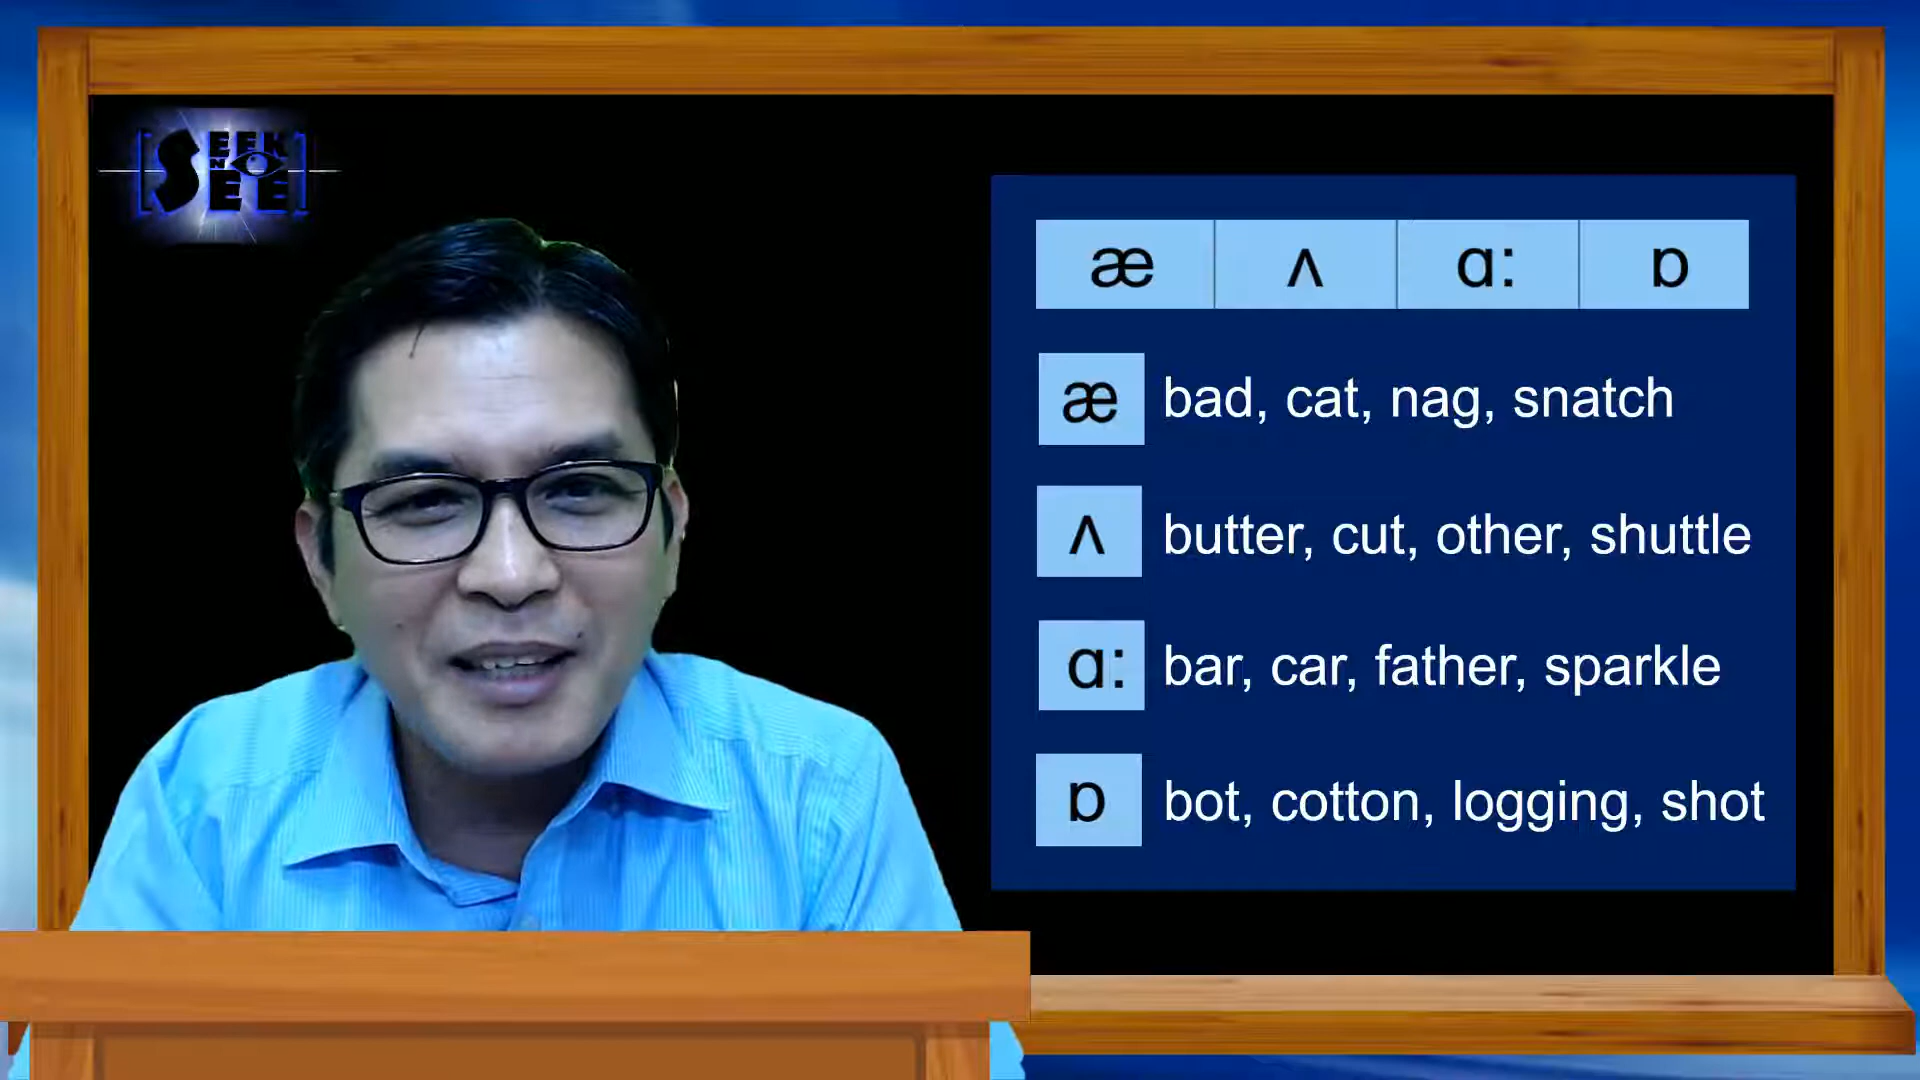 SEEK
N
SEE
æ ʌ ɑ: ɒ
æ bad, cat, nag, snatch
ʌ butter, cut, other, shuttle
ɑ: bar, car, father, sparkle
ɒ bot, cotton, logging, shot